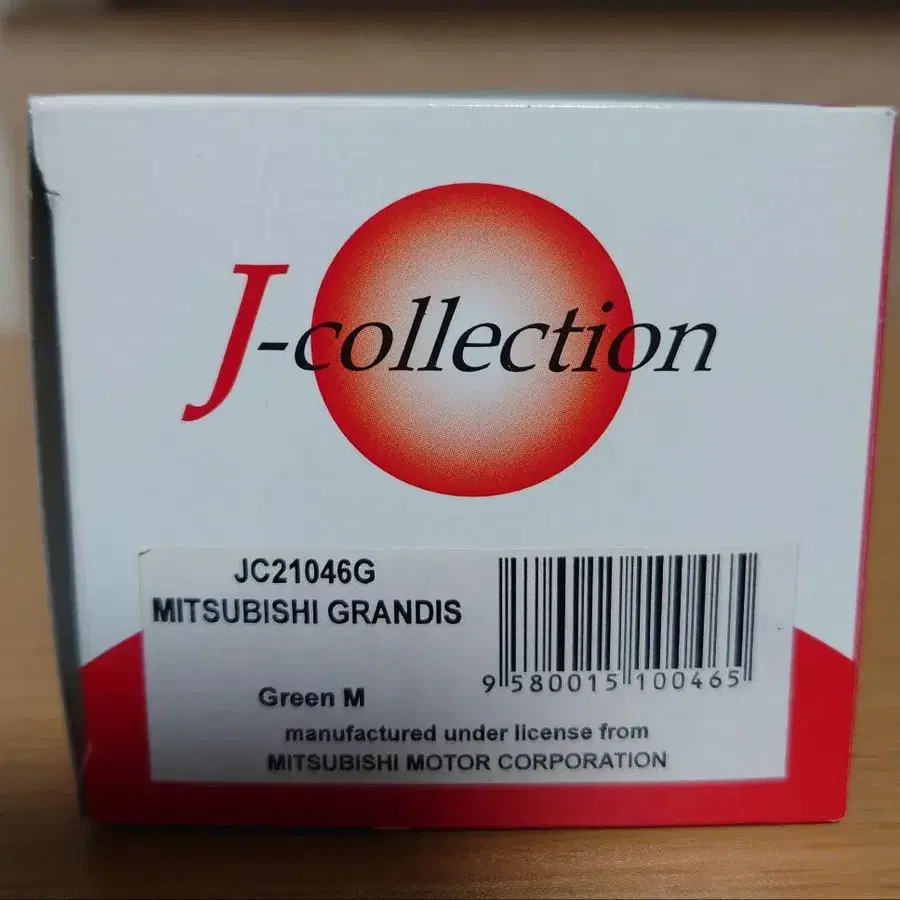 J-collection
JC21046G
MITSUBISHI GRANDIS
9 580015 100465
Green M
manufactured under license from
MITSUBISHI MOTOR CORPORATION